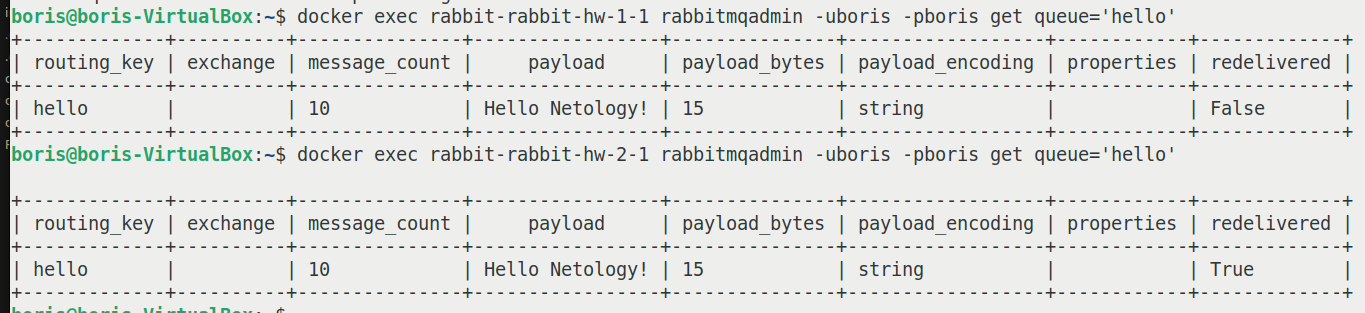 boris@boris-VirtualBox:~$ docker exec rabbit-rabbit-hw-1-1 rabbitmqadmin -uboris -pboris get queue='hello'
+-------------+----------+---------------+-----------------+---------------+------------------+------------+-------------+
| routing_key | exchange | message_count |     payload     | payload_bytes | payload_encoding | properties | redelivered |
+-------------+----------+---------------+-----------------+---------------+------------------+------------+-------------+
| hello       |          | 10            | Hello Netology! | 15            | string           |            | False       |
+-------------+----------+---------------+-----------------+---------------+------------------+------------+-------------+
boris@boris-VirtualBox:~$ docker exec rabbit-rabbit-hw-2-1 rabbitmqadmin -uboris -pboris get queue='hello'
+-------------+----------+---------------+-----------------+---------------+------------------+------------+-------------+
| routing_key | exchange | message_count |     payload     | payload_bytes | payload_encoding | properties | redelivered |
+-------------+----------+---------------+-----------------+---------------+------------------+------------+-------------+
| hello       |          | 10            | Hello Netology! | 15            | string           |            | True        |
+-------------+----------+---------------+-----------------+---------------+------------------+------------+-------------+
boris@boris-VirtualBox:~$